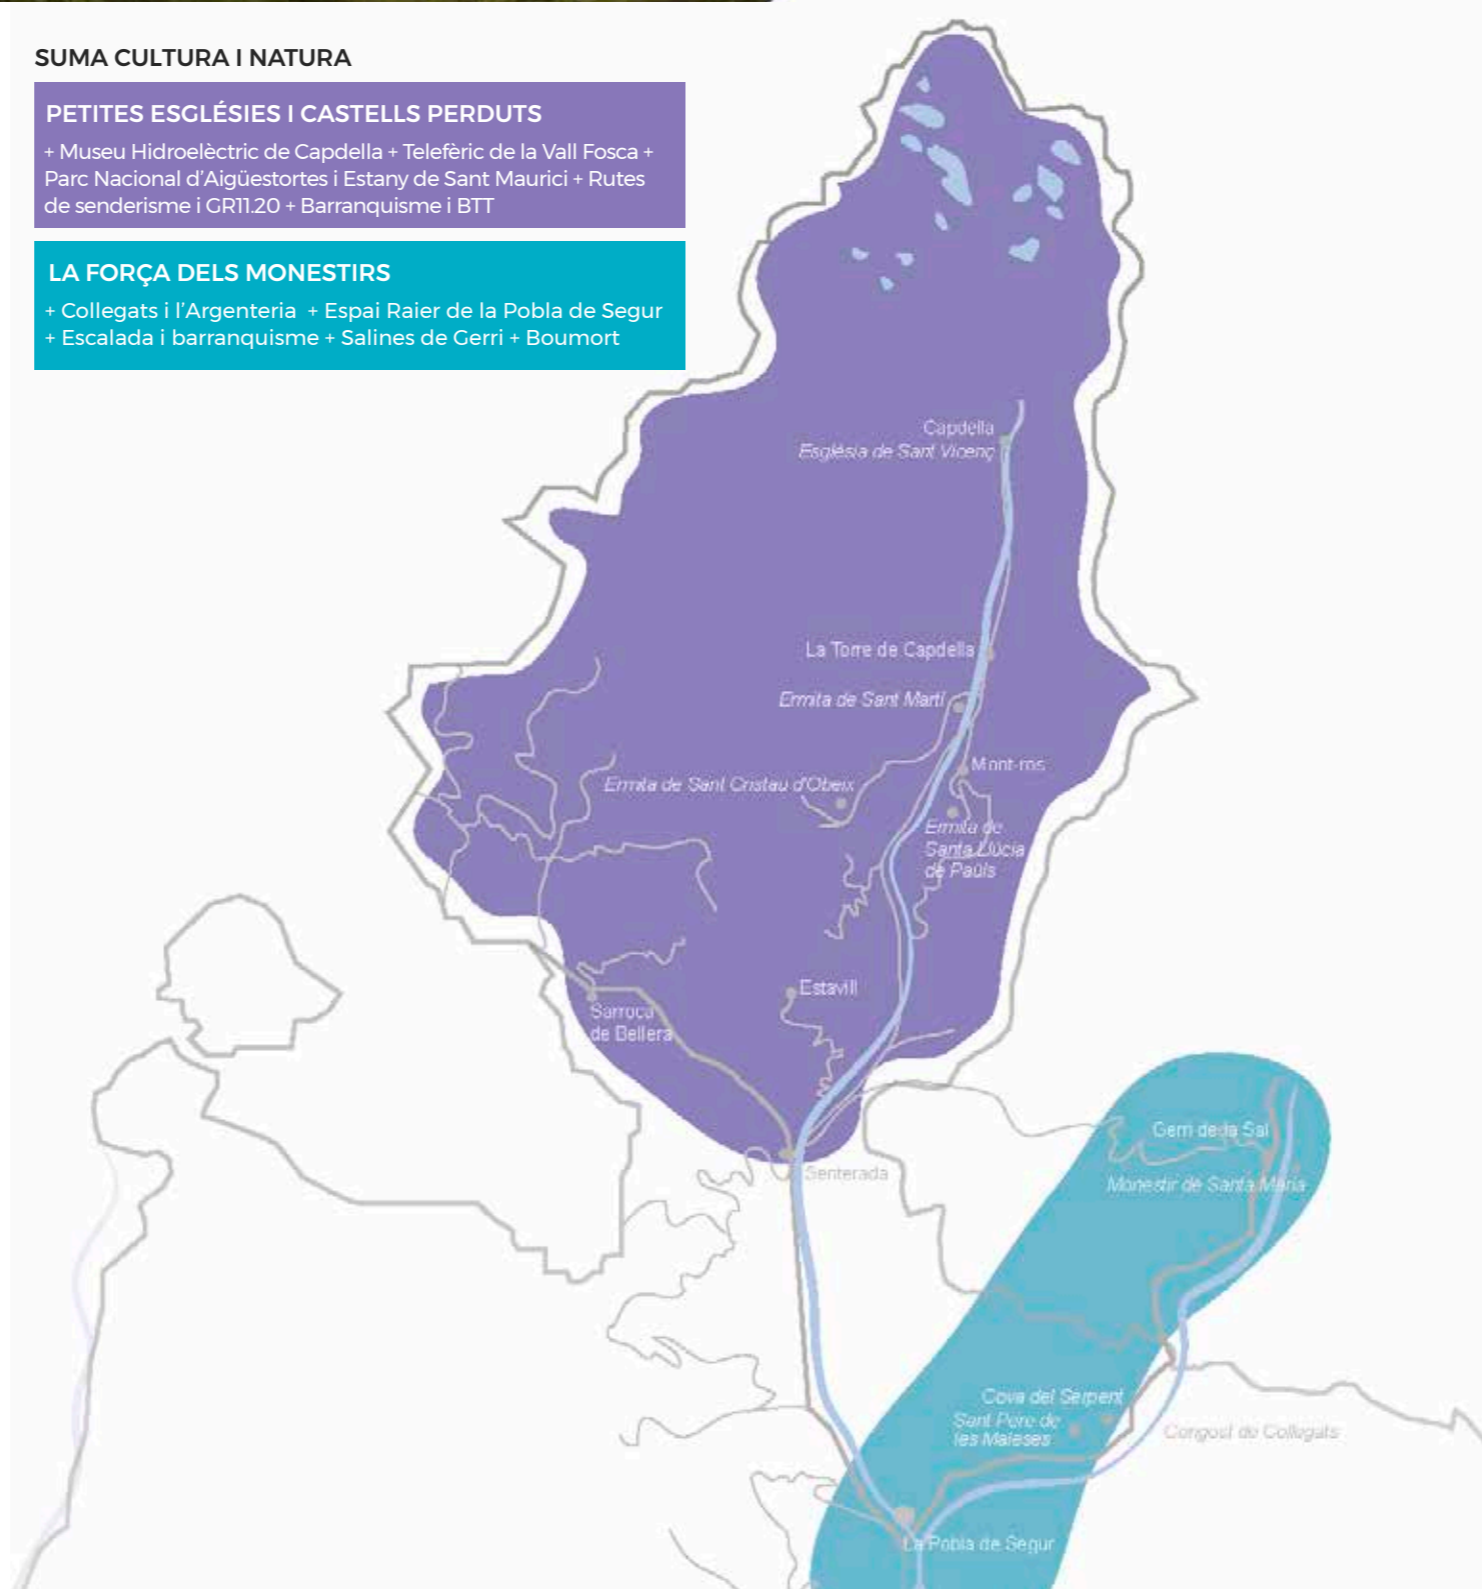 SUMA CULTURA I NATURA
PETITES ESGLÉSIES I CASTELLS PERDUTS
+ Museu Hidroelèctric de Capdella + Telefèric de la Vall Fosca +
Parc Nacional d'Aigüestortes i Estany de Sant Maurici + Rutes
de senderisme i GR11.20 + Barranquisme i BTT
LA FORÇA DELS MONESTIRS
+ Collegats i l'Argenteria + Espai Raier de la Pobla de Segur
+ Escalada i barranquisme + Salines de Gerri + Boumort
Capdella
Església de Sant Vicenç
La Torre de Capdella
Ermita de Sant Martí
Mont-ros
Ermita de Sant Cristau d'Obeix
Ermita de
Santa Llúcia
de Paüls
Estavill
Sarroca
de Bellera
Senterada
Gerri de la Sal
Monestir de Santa Maria
Cova del Serpent
Sant Pere de
les Maleses
Congost de Collegats
La Pobla de Segur